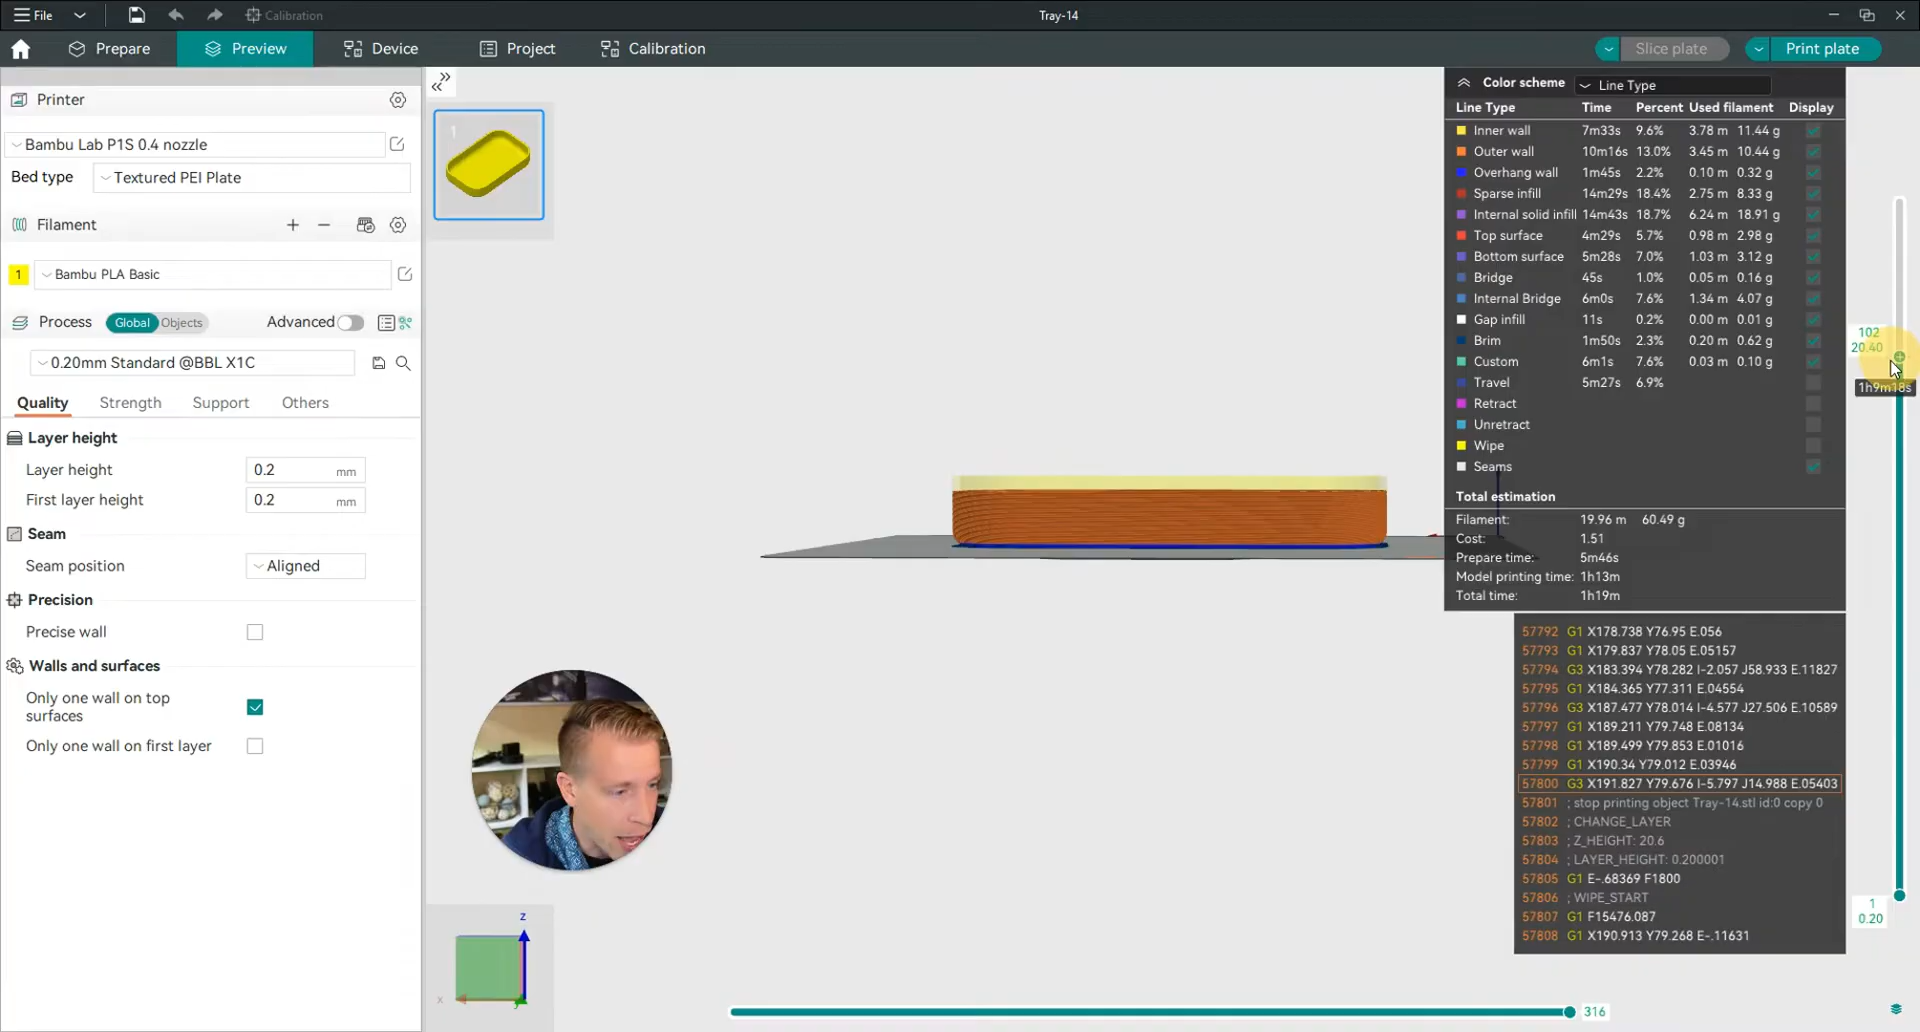 File
Calibration
Tray-14
Prepare
Preview
Device
Project
Calibration
Slice plate
Print plate
Printer
Bambu Lab P1S 0.4 nozzle
Bed type
Textured PEI Plate
Filament
1
Bambu PLA Basic
Process
Global
Objects
Advanced
0.20mm Standard @BBL X1C
Quality
Strength
Support
Others
Layer height
Layer height 0.2 mm
First layer height 0.2 mm
Seam
Seam position Aligned
Precision
Precise wall
Walls and surfaces
Only one wall on top
surfaces
Only one wall on first layer
1
Color scheme Line Type
Line Type Time Percent Used filament Display
Inner wall 7m33s 9.6% 3.78 m 11.44 g
Outer wall 10m16s 13.0% 3.45 m 10.44 g
Overhang wall 1m45s 2.2% 0.10 m 0.32 g
Sparse infill 14m29s 18.4% 2.75 m 8.33 g
Internal solid infill 14m43s 18.7% 6.24 m 18.91 g
Top surface 4m29s 5.7% 0.98 m 2.98 g
Bottom surface 5m28s 7.0% 1.03 m 3.12 g
Bridge 45s 1.0% 0.05 m 0.16 g
Internal Bridge 6m0s 7.6% 1.34 m 4.07 g
Gap infill 11s 0.2% 0.00 m 0.01 g
Brim 1m50s 2.3% 0.20 m 0.62 g
Custom 6m1s 7.6% 0.03 m 0.10 g
Travel 5m27s 6.9%
Retract
Unretract
Wipe
Seams
Total estimation
Filament: 19.96 m 60.49 g
Cost: 1.51
Prepare time: 5m46s
Model printing time: 1h13m
Total time: 1h19m
57792 G1 X178.738 Y76.95 E.056
57793 G1 X179.837 Y78.05 E.05157
57794 G3 X183.394 Y78.282 I-2.057 J58.933 E.11827
57795 G1 X184.365 Y77.311 E.04554
57796 G3 X187.477 Y78.014 I-4.577 J27.506 E.10589
57797 G1 X189.211 Y79.748 E.08134
57798 G1 X189.499 Y79.853 E.01016
57799 G1 X190.34 Y79.012 E.03946
57800 G3 X191.827 Y79.676 I-5.797 J14.988 E.05403
57801 ; stop printing object Tray-14.stl id:0 copy 0
57802 ; CHANGE_LAYER
57803 ; Z_HEIGHT: 20.6
57804 ; LAYER_HEIGHT: 0.200001
57805 G1 E-.68369 F1800
57806 ; WIPE_START
57807 G1 F15476.087
57808 G1 X190.913 Y79.268 E-.11631
102
20.40
1h9m18s
1
0.20
z
x
y
316